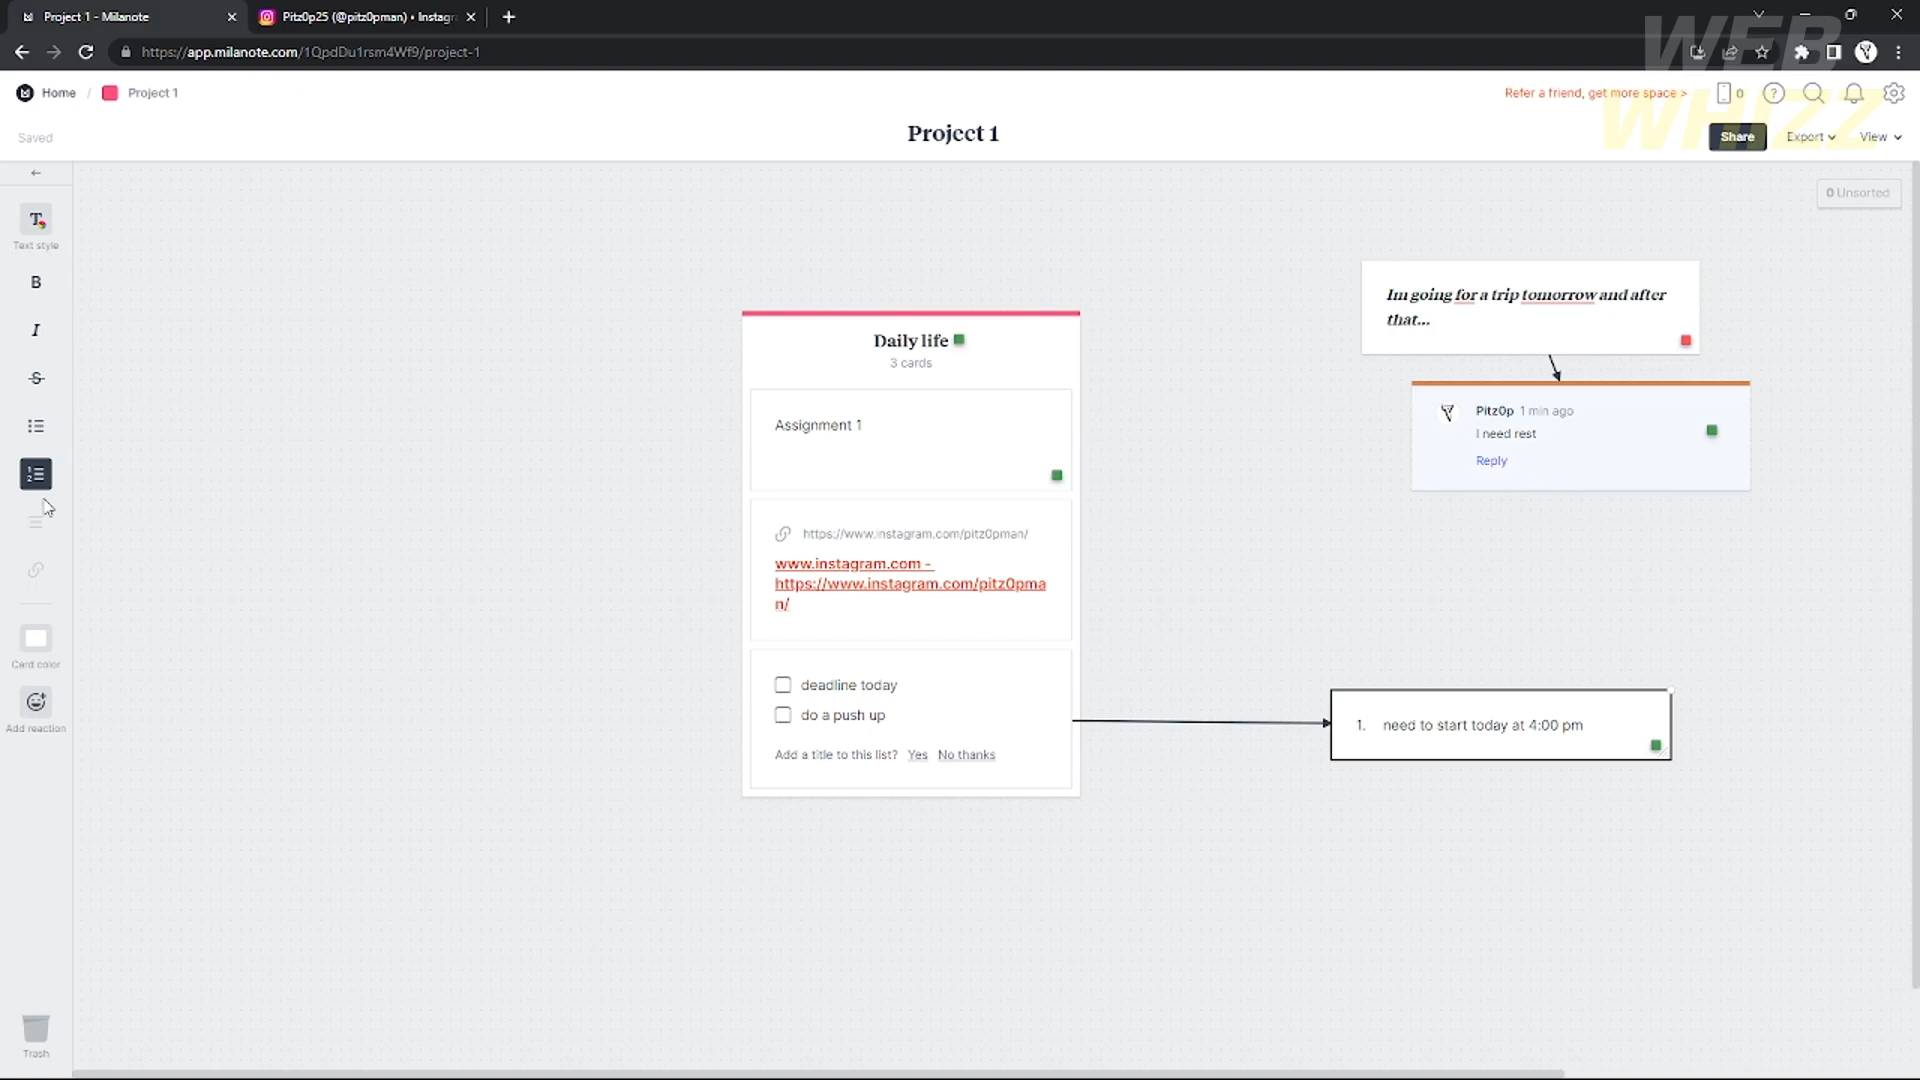 Project 1 - Milanote
Pitz0p25 (@pitz0pman) • Instagr
https://app.milanote.com/1QpdDu1rsm4Wf9/project-1
WEB
WHIZZ
Home / Project 1
Refer a friend, get more space >
0
Saved
Project 1
Share
Export
View
0 Unsorted
Text style
B
I
S
Card color
Add reaction
Trash
Daily life
3 cards
Assignment 1
https://www.instagram.com/pitz0pman/
www.instagram.com -
https://www.instagram.com/pitz0pma
n/
deadline today
do a push up
Add a title to this list? Yes No thanks
Im going for a trip tomorrow and after
that...
Pitz0p 1 min ago
I need rest
Reply
1. need to start today at 4:00 pm